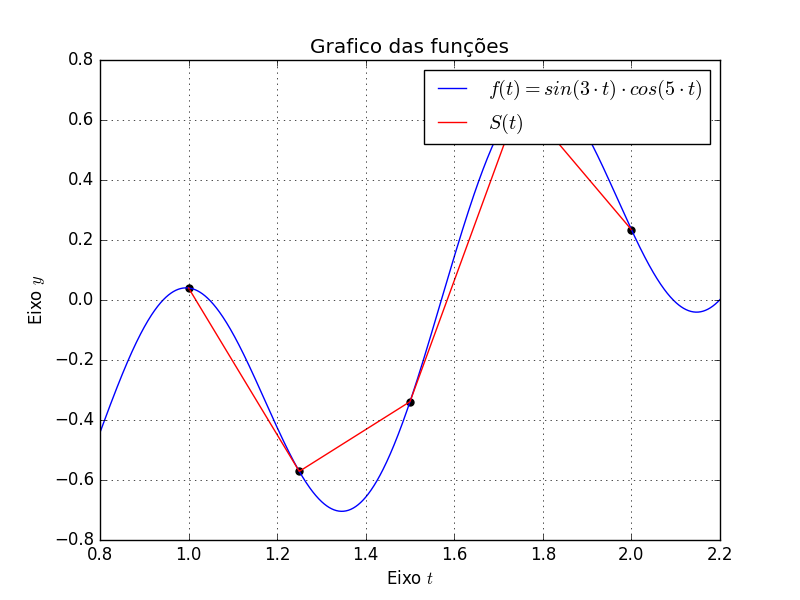 Grafico das funções
f(t) = sin(3 · t) · cos(5 · t)
S(t)
0.8
0.6
0.4
0.2
0.0
−0.2
−0.4
−0.6
−0.8
Eixo y
0.8 1.0 1.2 1.4 1.6 1.8 2.0 2.2
Eixo t